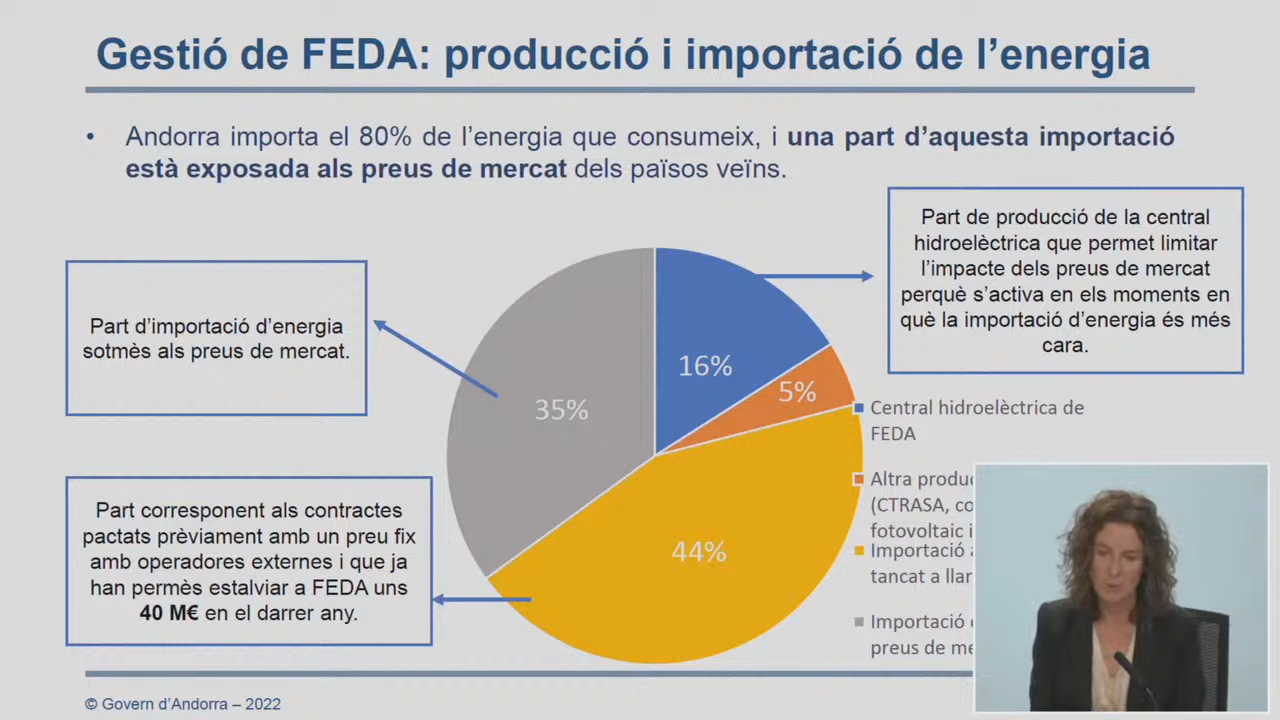 Gestió de FEDA: producció i importació de l’energia
• Andorra importa el 80% de l’energia que consumeix, i una part d’aquesta importació
està exposada als preus de mercat dels països veïns.
Part de producció de la central
hidroelèctrica que permet limitar
l’impacte dels preus de mercat
perquè s’activa en els moments en
què la importació d’energia és més
cara.
Part d’importació d’energia
sotmès als preus de mercat.
16%
5%
35%
44%
Central hidroelèctrica de
FEDA
Altra
(CTRASA,
fotovoltaic i
Importació
tancat a
Importació
preus de
Part corresponent als contractes
pactats prèviament amb un preu fix
amb operadores externes i que ja
han permès estalviar a FEDA uns
40 M€ en el darrer any.
© Govern d’Andorra – 2022